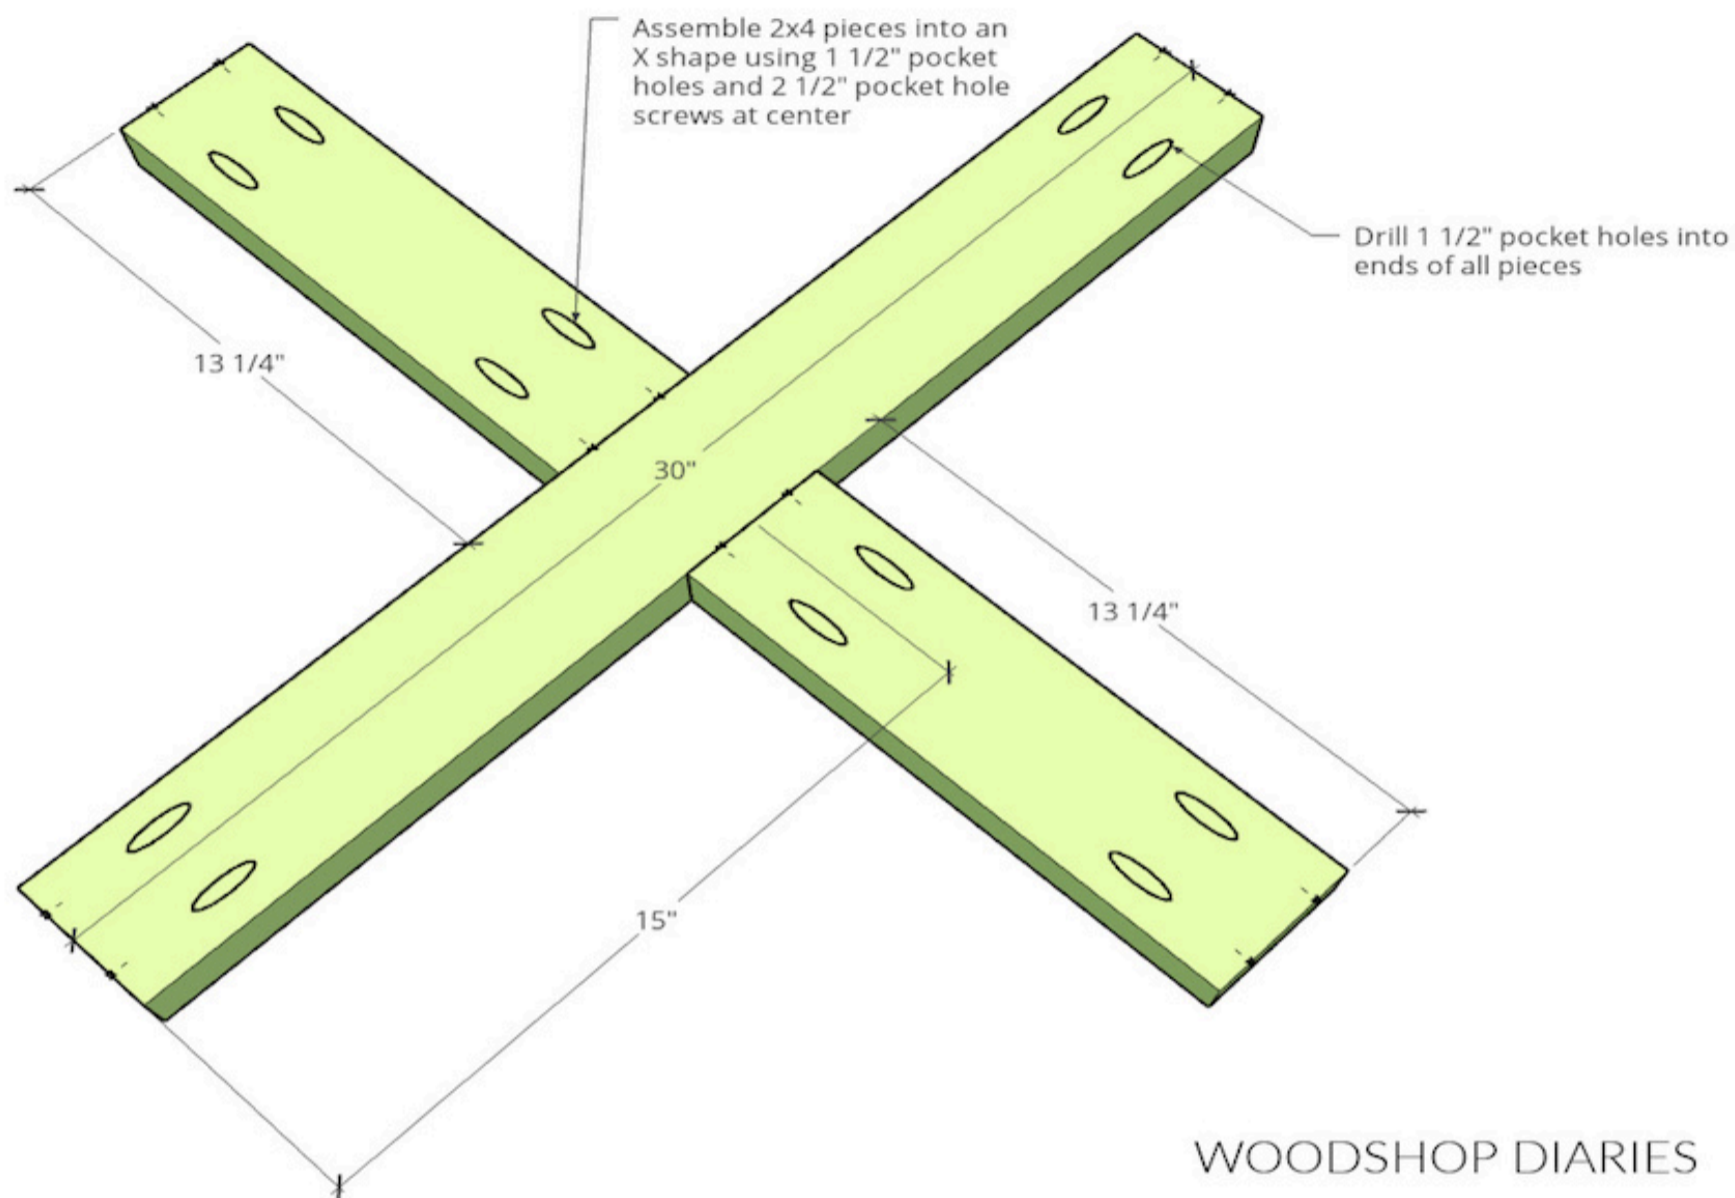 Assemble 2x4 pieces into an
X shape using 1 1/2" pocket
holes and 2 1/2" pocket hole
screws at center
Drill 1 1/2" pocket holes into
ends of all pieces
13 1/4"
30"
13 1/4"
15"
WOODSHOP DIARIES